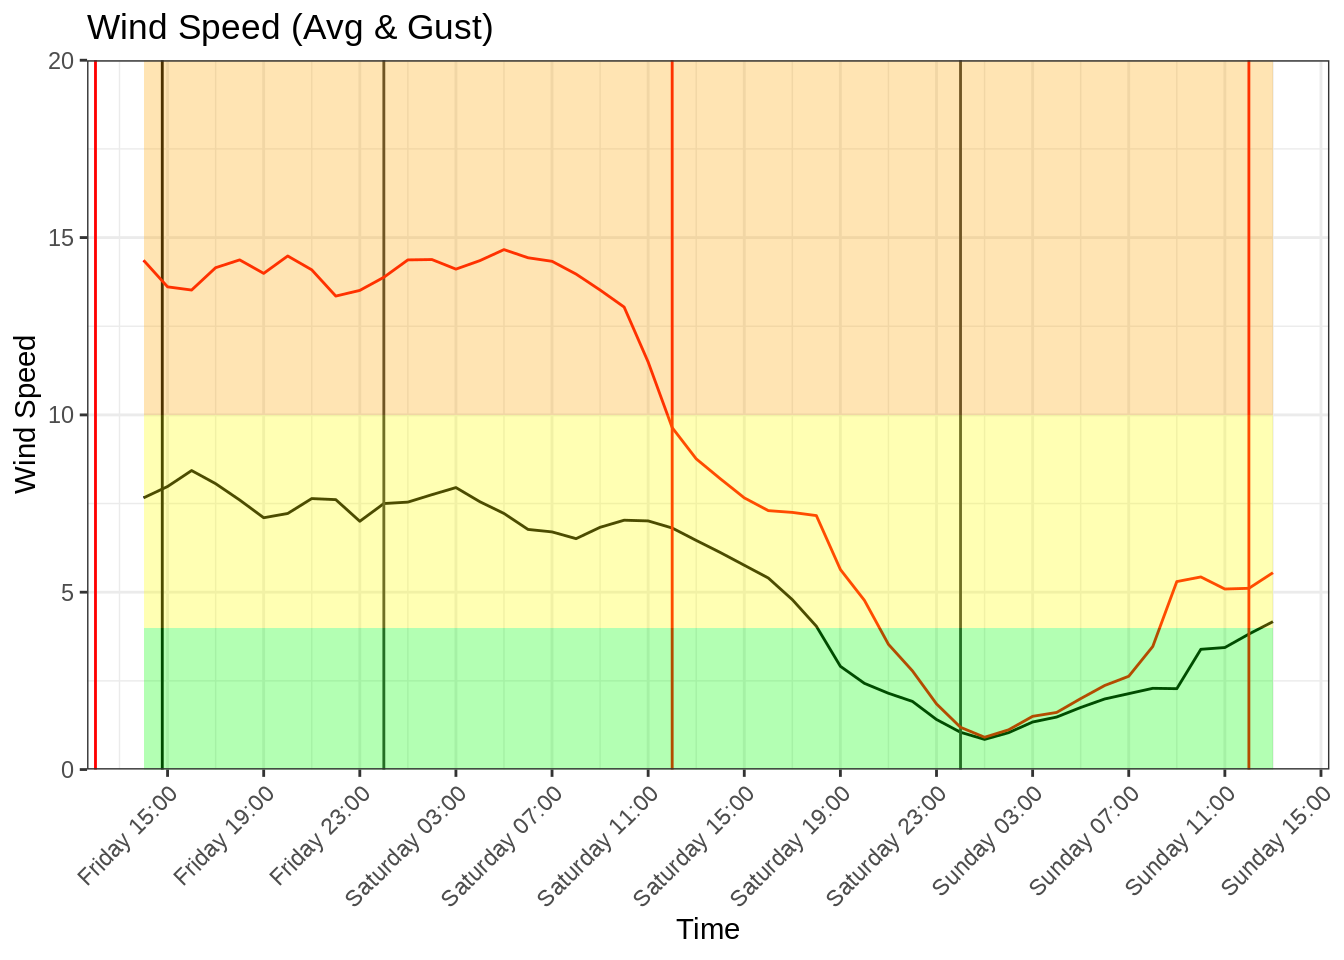 Wind Speed (Avg & Gust)
20
15
10
5
0
Wind Speed
Friday 15:00
Friday 19:00
Friday 23:00
Saturday 03:00
Saturday 07:00
Saturday 11:00
Saturday 15:00
Saturday 19:00
Saturday 23:00
Sunday 03:00
Sunday 07:00
Sunday 11:00
Sunday 15:00
Time